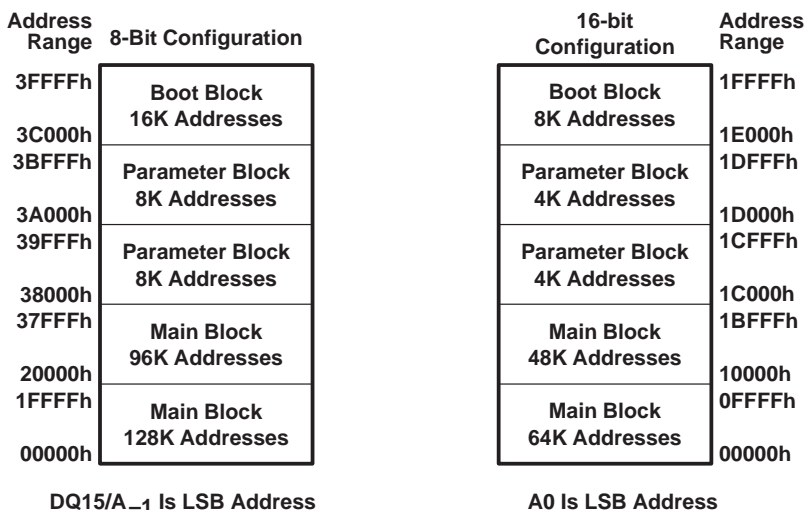 Address
Range
8-Bit Configuration
3FFFFh
Boot Block
16K Addresses
3C000h
3BFFFh
Parameter Block
8K Addresses
3A000h
39FFFh
Parameter Block
8K Addresses
38000h
37FFFh
Main Block
96K Addresses
20000h
1FFFFh
Main Block
128K Addresses
00000h
DQ15/A−1 Is LSB Address
16-bit
Configuration
Address
Range
1FFFFh
Boot Block
8K Addresses
1E000h
1DFFFh
Parameter Block
4K Addresses
1D000h
1CFFFh
Parameter Block
4K Addresses
1C000h
1BFFFh
Main Block
48K Addresses
10000h
0FFFFh
Main Block
64K Addresses
00000h
A0 Is LSB Address